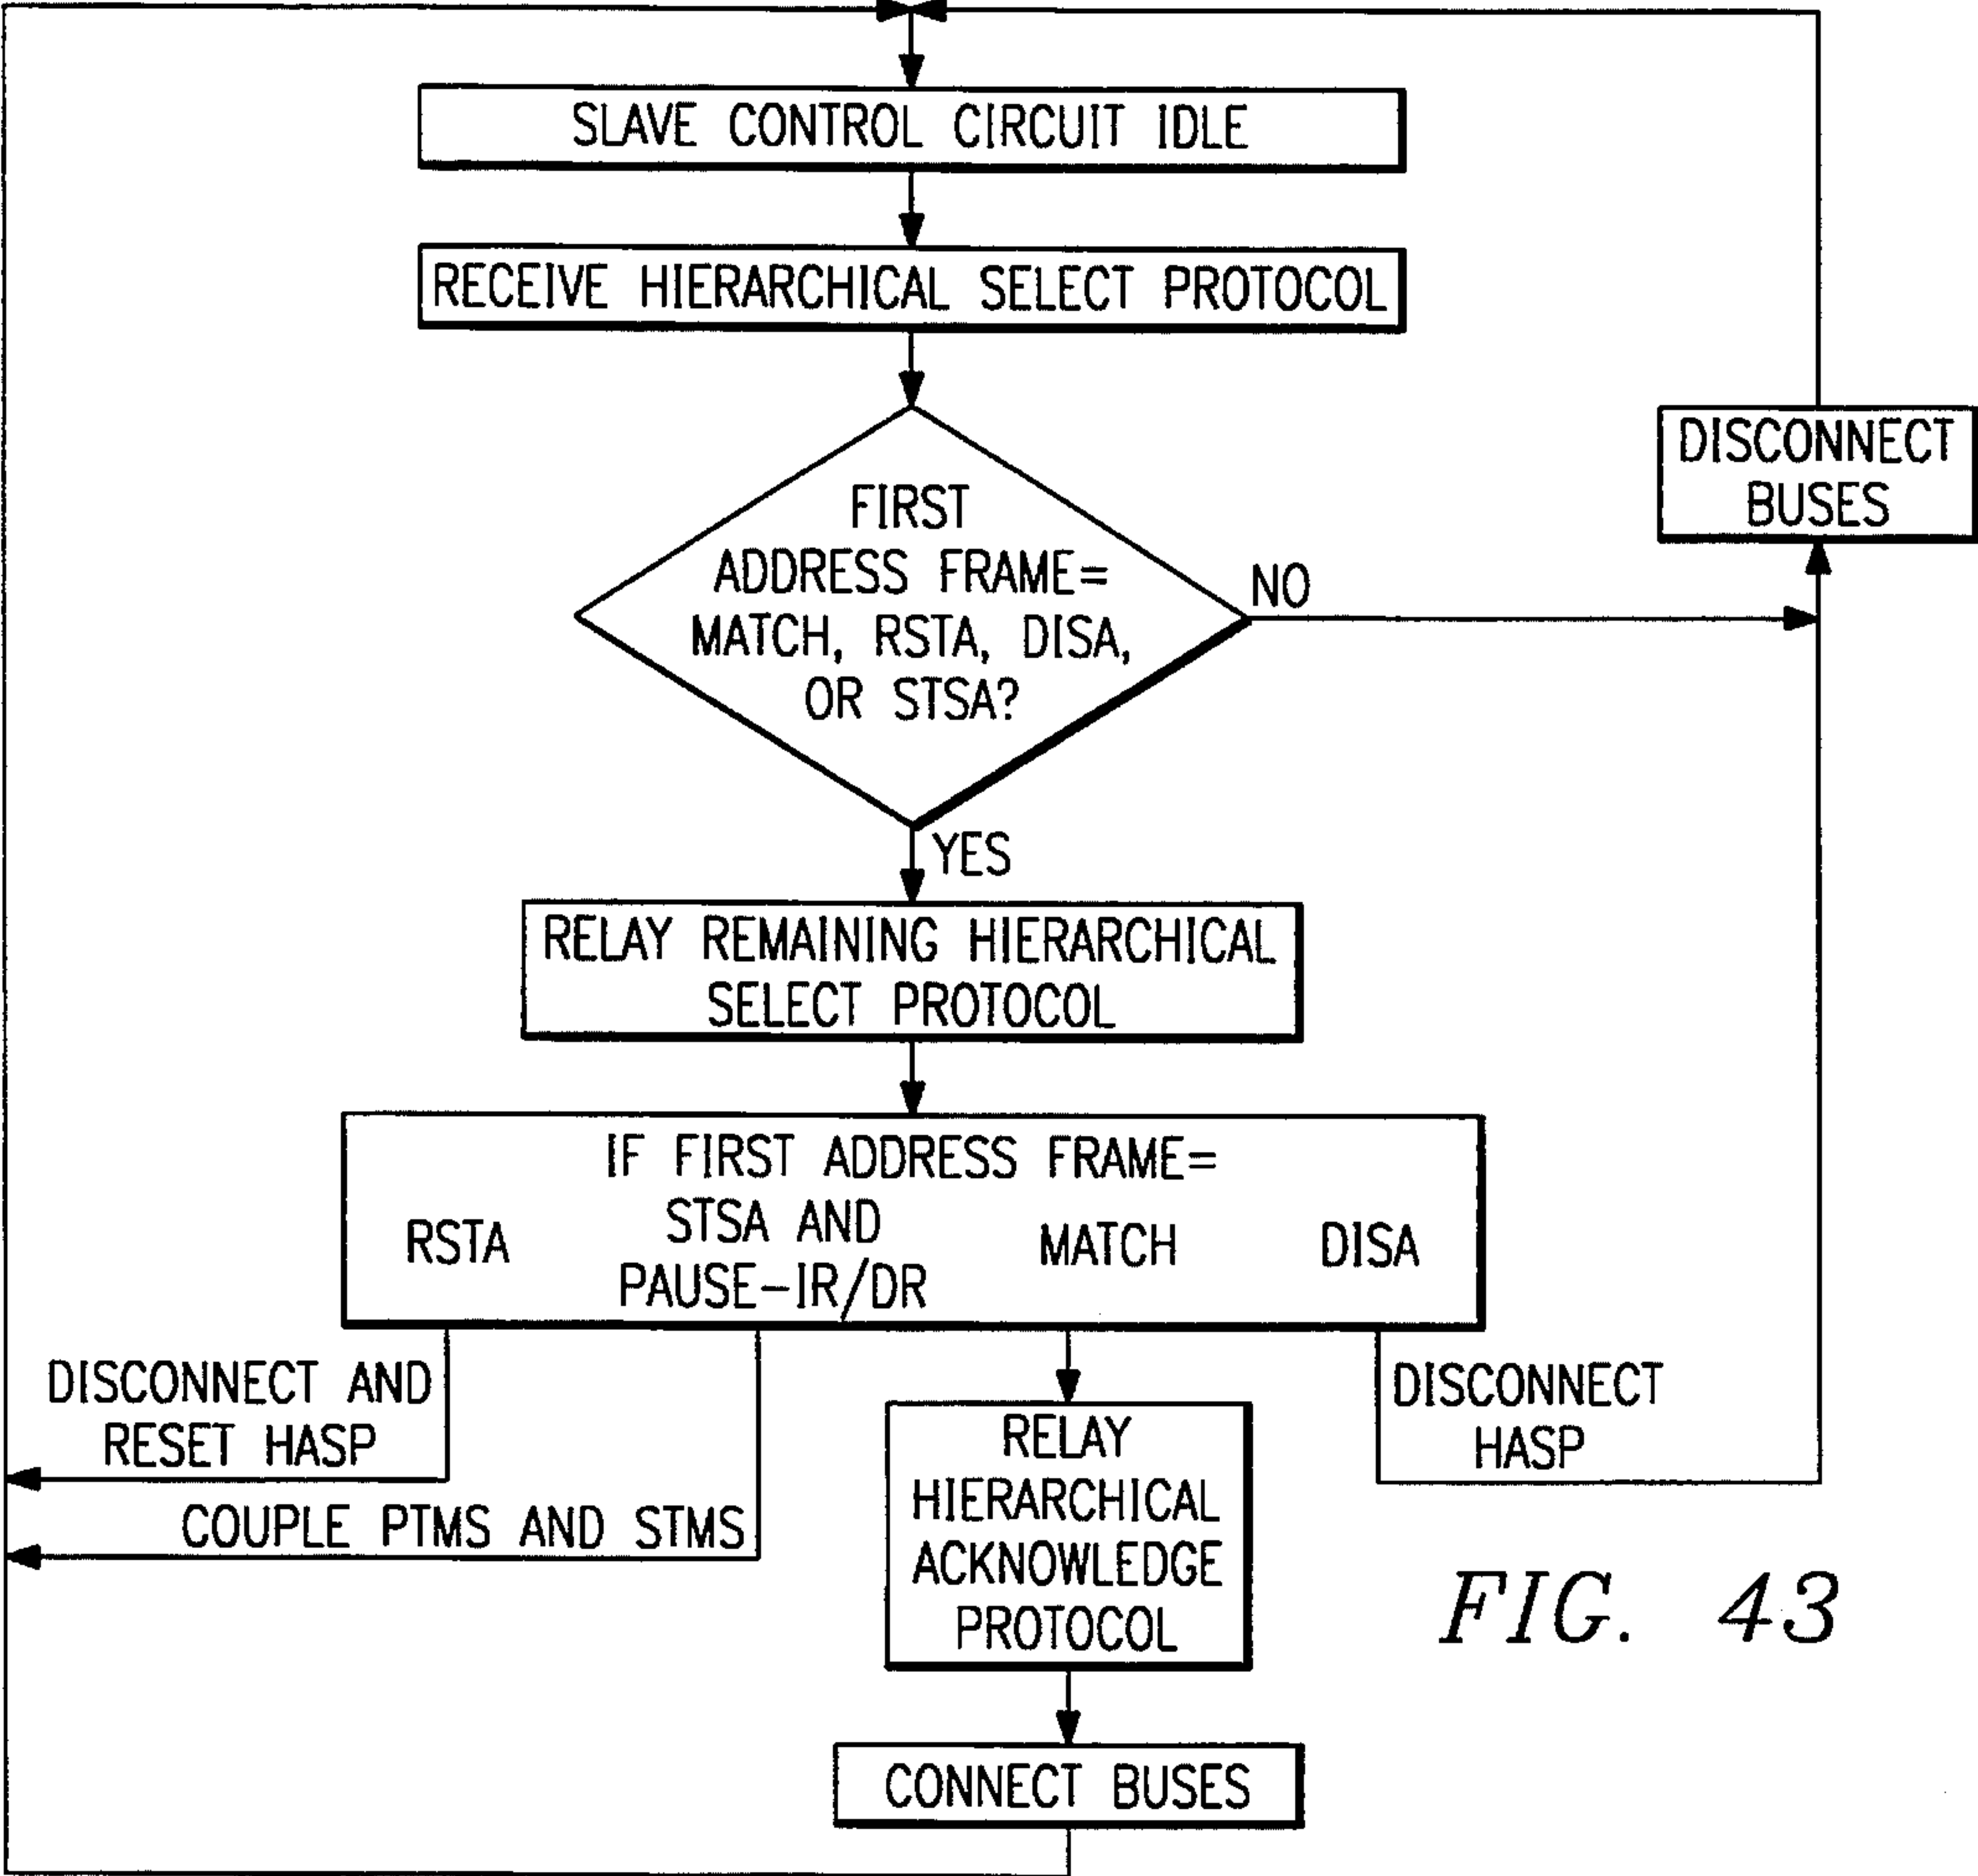 SLAVE CONTROL CIRCUIT IDLE
RECEIVE HIERARCHICAL SELECT PROTOCOL
DISCONNECT
BUSES
FIRST
ADDRESS FRAME=
MATCH, RSTA, DISA,
OR STSA?
NO
YES
RELAY REMAINING HIERARCHICAL
SELECT PROTOCOL
IF FIRST ADDRESS FRAME=
RSTA
STSA AND
PAUSE-IR/DR
MATCH
DISA
DISCONNECT AND
RESET HASP
COUPLE PTMS AND STMS
RELAY
HIERARCHICAL
ACKNOWLEDGE
PROTOCOL
DISCONNECT
HASP
CONNECT BUSES
FIG. 43